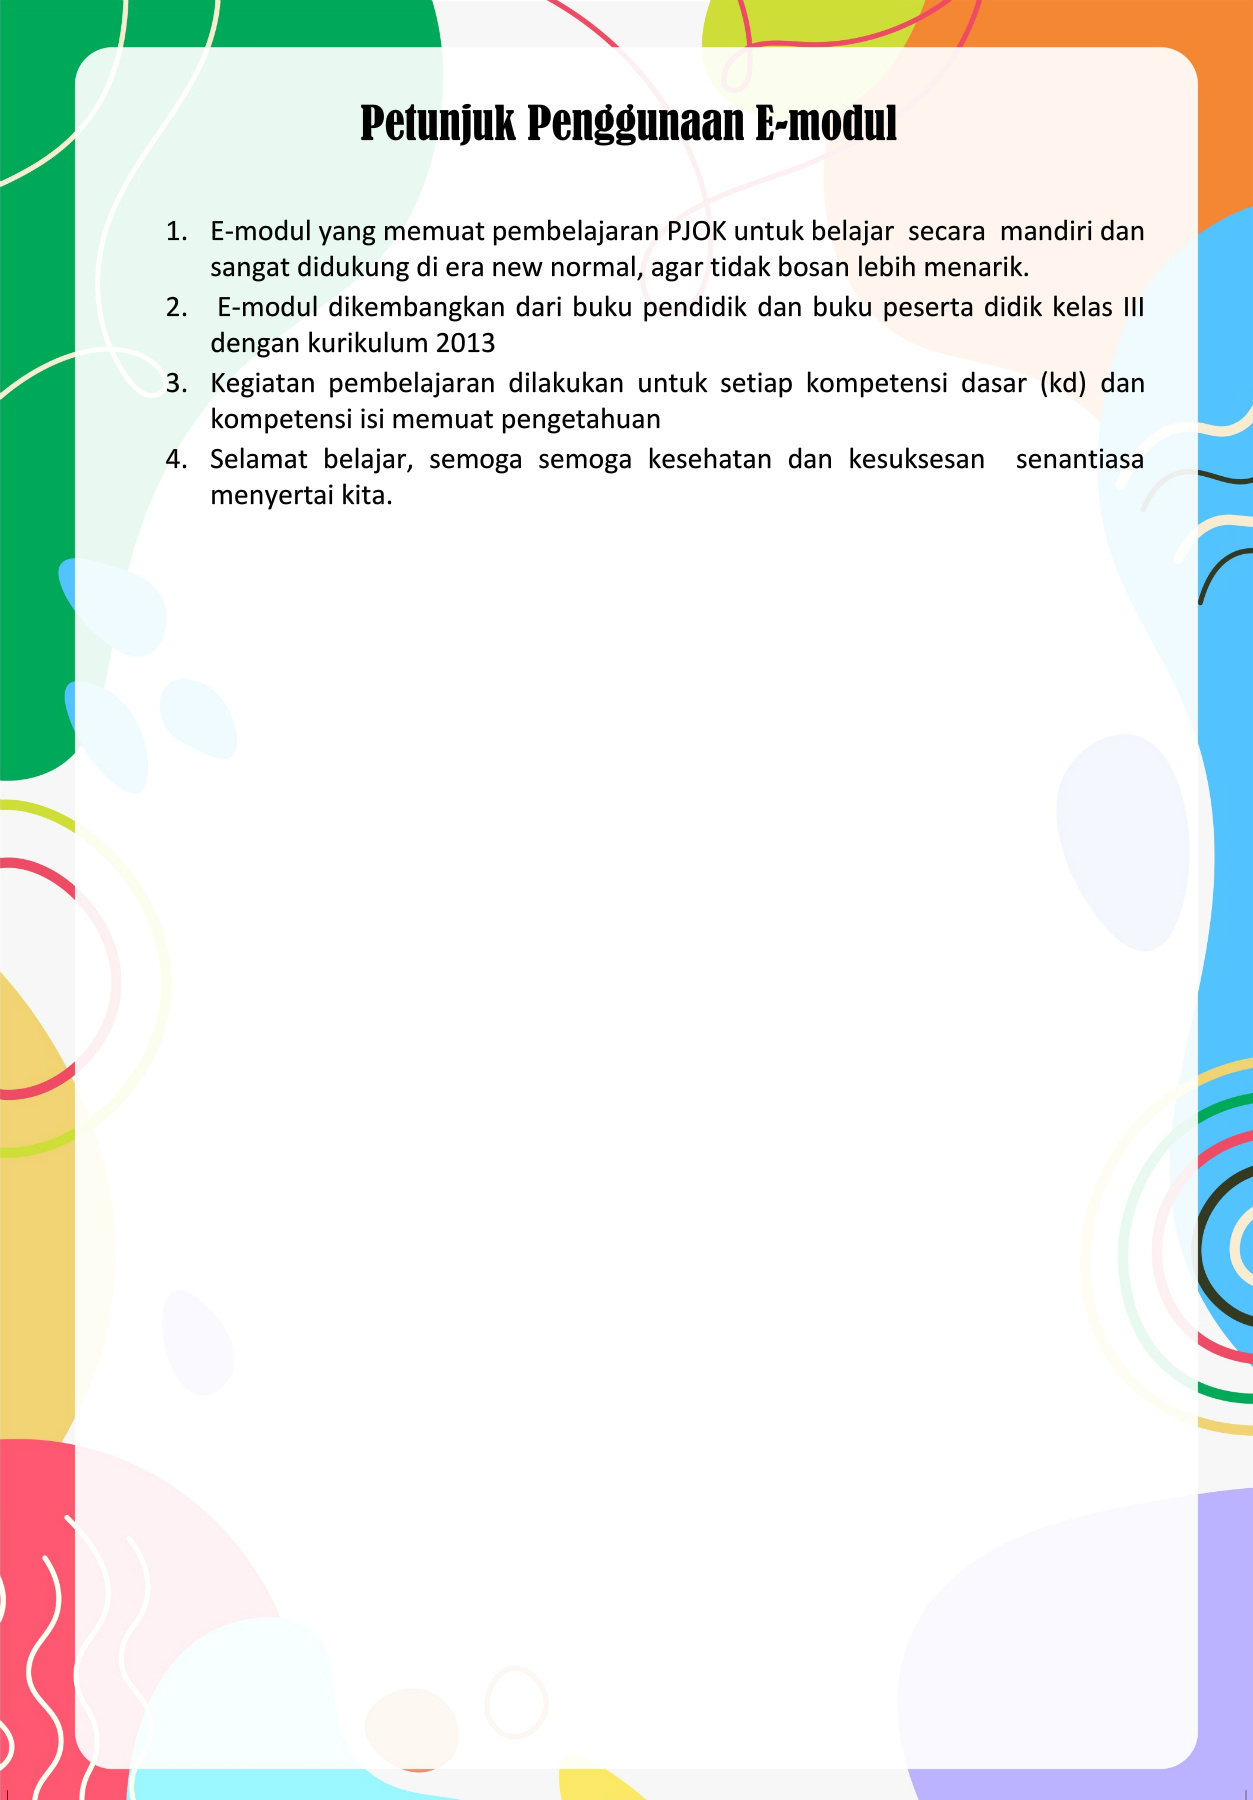 Petunjuk Penggunaan E-modul
1. E-modul yang memuat pembelajaran PJOK untuk belajar secara mandiri dan
sangat didukung di era new normal, agar tidak bosan lebih menarik.
2. E-modul dikembangkan dari buku pendidik dan buku peserta didik kelas III
dengan kurikulum 2013
3. Kegiatan pembelajaran dilakukan untuk setiap kompetensi dasar (kd) dan
kompetensi isi memuat pengetahuan
4. Selamat belajar, semoga semoga kesehatan dan kesuksesan senantiasa
menyertai kita.